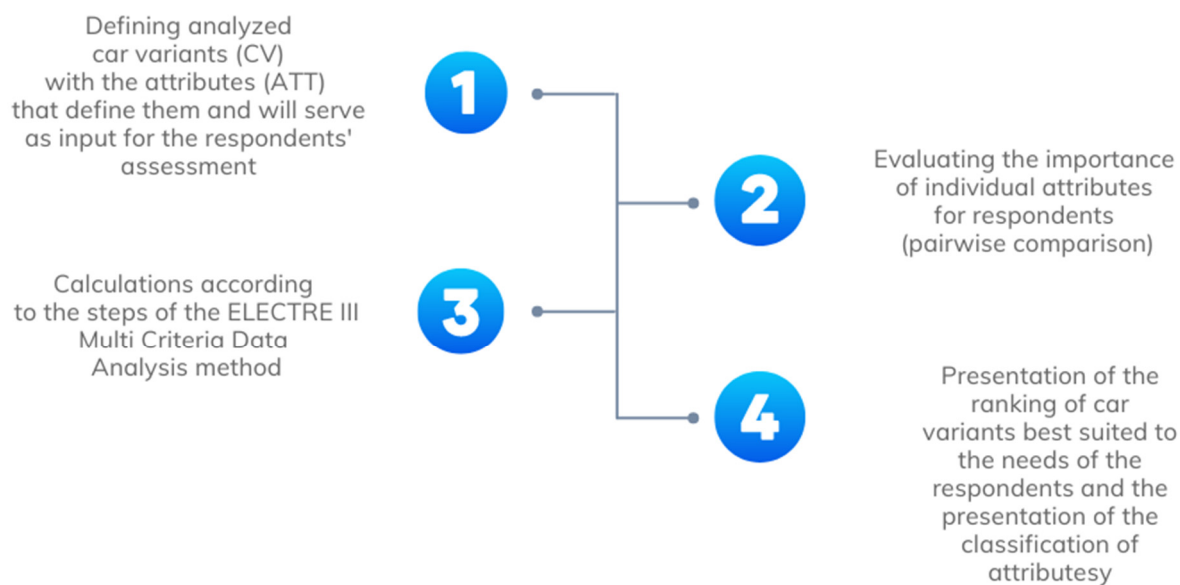 Defining analyzed
car variants (CV)
with the attributes (ATT)
that define them and will serve
as input for the respondents'
assessment
1
2
Evaluating the importance
of individual attributes
for respondents
(pairwise comparison)
Calculations according
to the steps of the ELECTRE III
Multi Criteria Data
Analysis method
3
4
Presentation of the
ranking of car
variants best suited to
the needs of the
respondents and the
presentation of the
classification of
attributesy